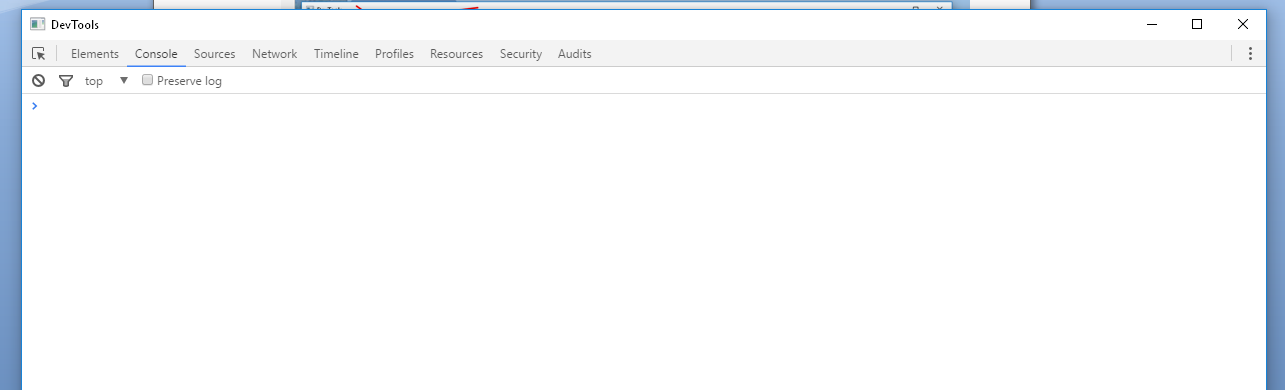 DevTools
Elements Console Sources Network Timeline Profiles Resources Security Audits
top Preserve log